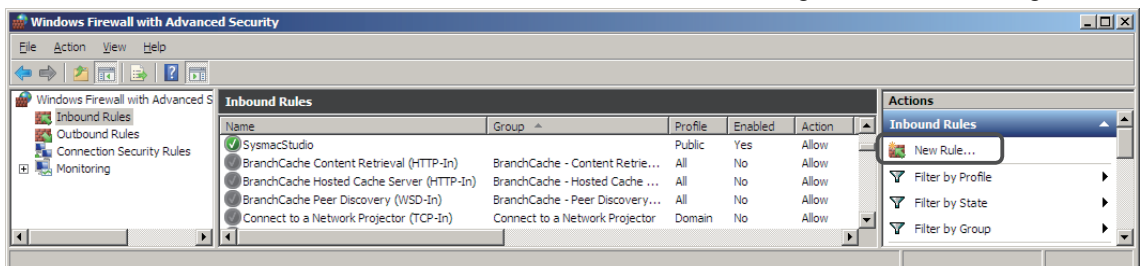 Windows Firewall with Advanced Security
File Action View Help
Windows Firewall with Advanced S
Inbound Rules
Outbound Rules
Connection Security Rules
Monitoring
Inbound Rules
Name Group Profile Enabled Action
SysmacStudio Public Yes Allow
BranchCache Content Retrieval (HTTP-In) BranchCache - Content Retrie... All No Allow
BranchCache Hosted Cache Server (HTTP-In) BranchCache - Hosted Cache ... All No Allow
BranchCache Peer Discovery (WSD-In) BranchCache - Peer Discovery... All No Allow
Connect to a Network Projector (TCP-In) Connect to a Network Projector Domain No Allow
Actions
Inbound Rules
New Rule...
Filter by Profile
Filter by State
Filter by Group